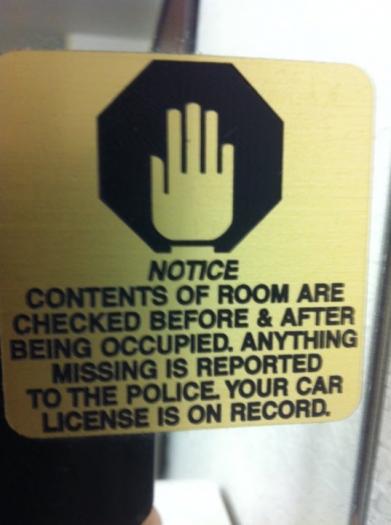 NOTICE
CONTENTS OF ROOM ARE
CHECKED BEFORE & AFTER
BEING OCCUPIED. ANYTHING
MISSING IS REPORTED
TO THE POLICE. YOUR CAR
LICENSE IS ON RECORD.